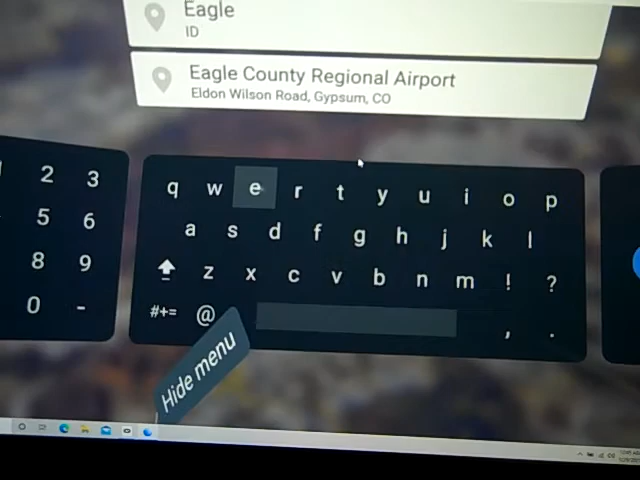 Eagle
ID
Eagle County Regional Airport
Eldon Wilson Road, Gypsum, CO
2 3
5 6
8 9
0 -
q w e r t y u i o p
a s d f g h j k l
z x c v b n m ! ?
#+= @ , .
Hide menu